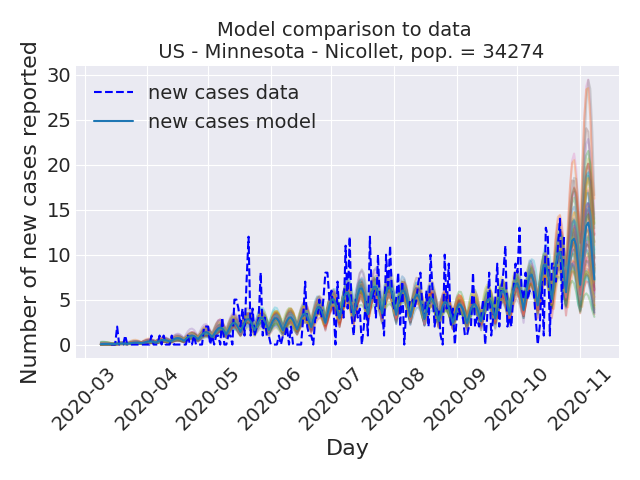 Model comparison to data
US - Minnesota - Nicollet, pop. = 34274
Number of new cases reported
30
25
20
15
10
5
0
new cases data
new cases model
2020-03
2020-04
2020-05
2020-06
2020-07
2020-08
2020-09
2020-10
2020-11
Day